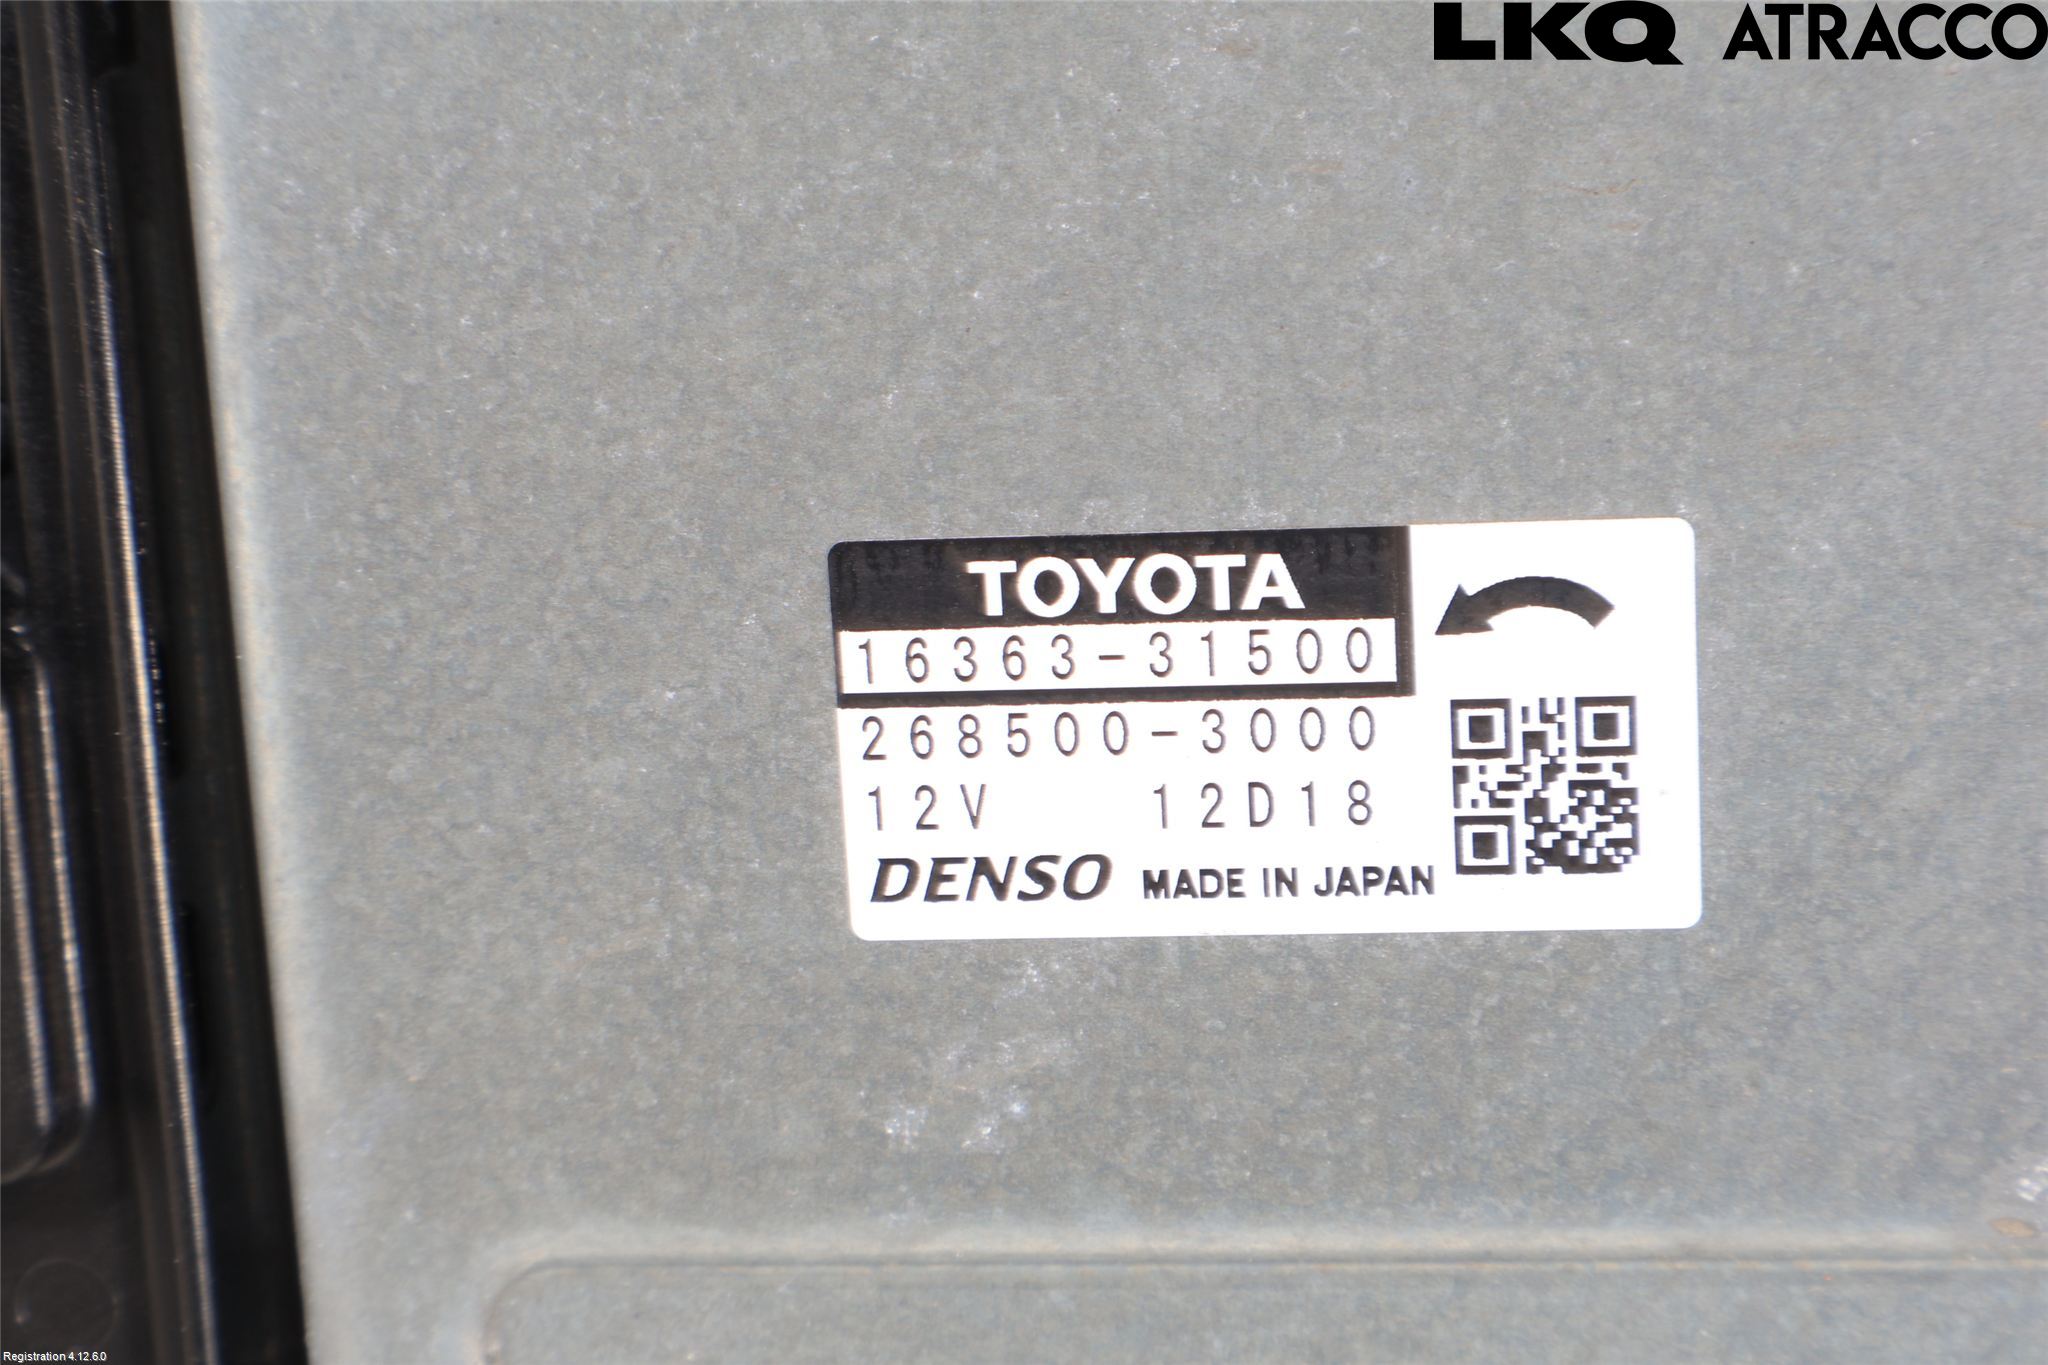 LKQ ATRACCO
TOYOTA
16363-31500
268500-3000
12V 12D18
DENSO MADE IN JAPAN
Registration 4.12.6.0